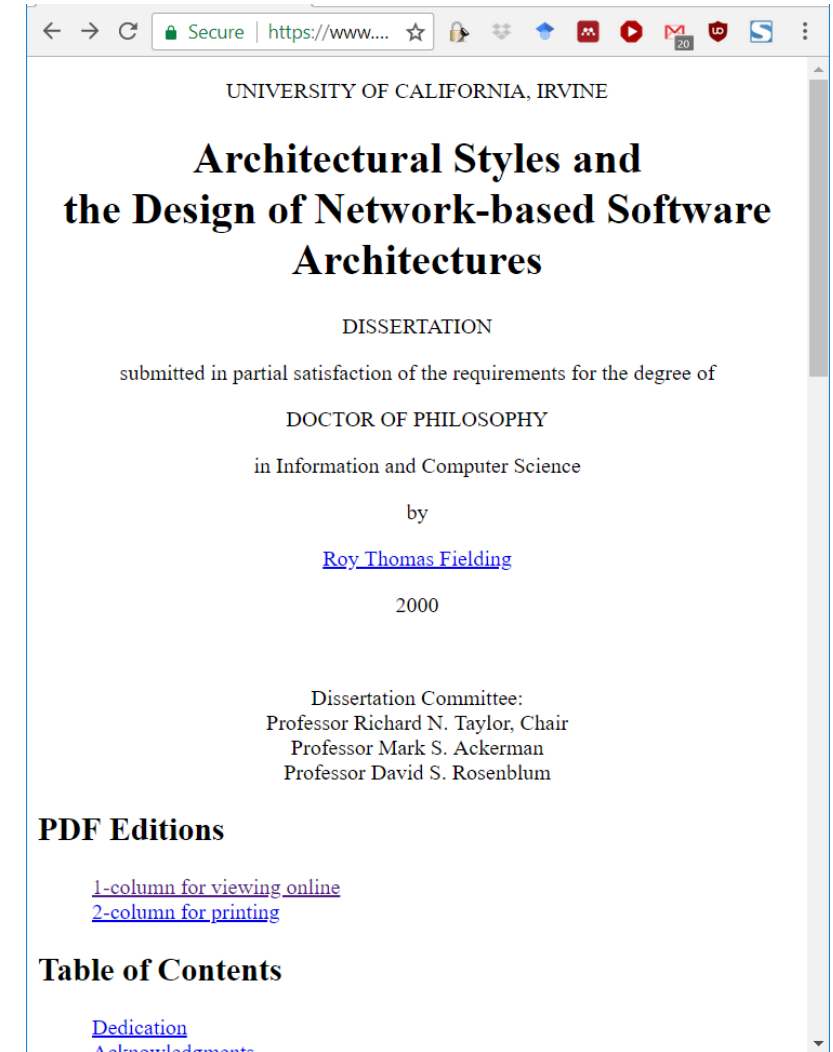 Secure | https://www....
20
UNIVERSITY OF CALIFORNIA, IRVINE
Architectural Styles and
the Design of Network-based Software
Architectures
DISSERTATION
submitted in partial satisfaction of the requirements for the degree of
DOCTOR OF PHILOSOPHY
in Information and Computer Science
by
Roy Thomas Fielding
2000
Dissertation Committee:
Professor Richard N. Taylor, Chair
Professor Mark S. Ackerman
Professor David S. Rosenblum
PDF Editions
1-column for viewing online
2-column for printing
Table of Contents
Dedication
Acknowledgments